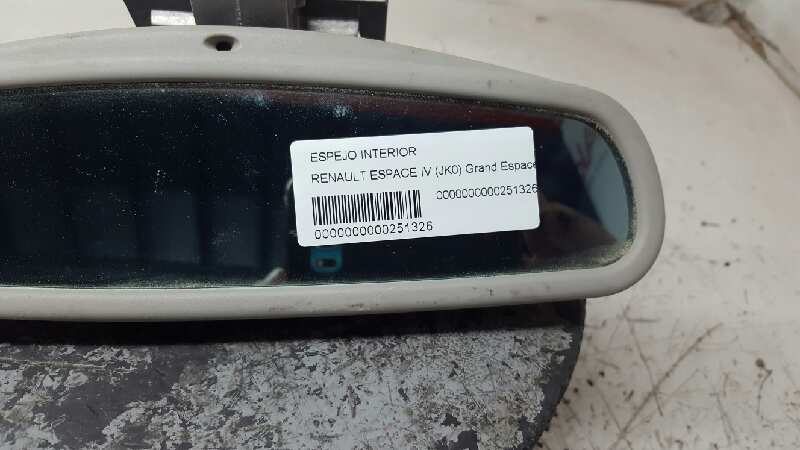 ESPEJO INTERIOR
RENAULT ESPACE IV (JK0) Grand Espace
0000000000251326
0000000000251326